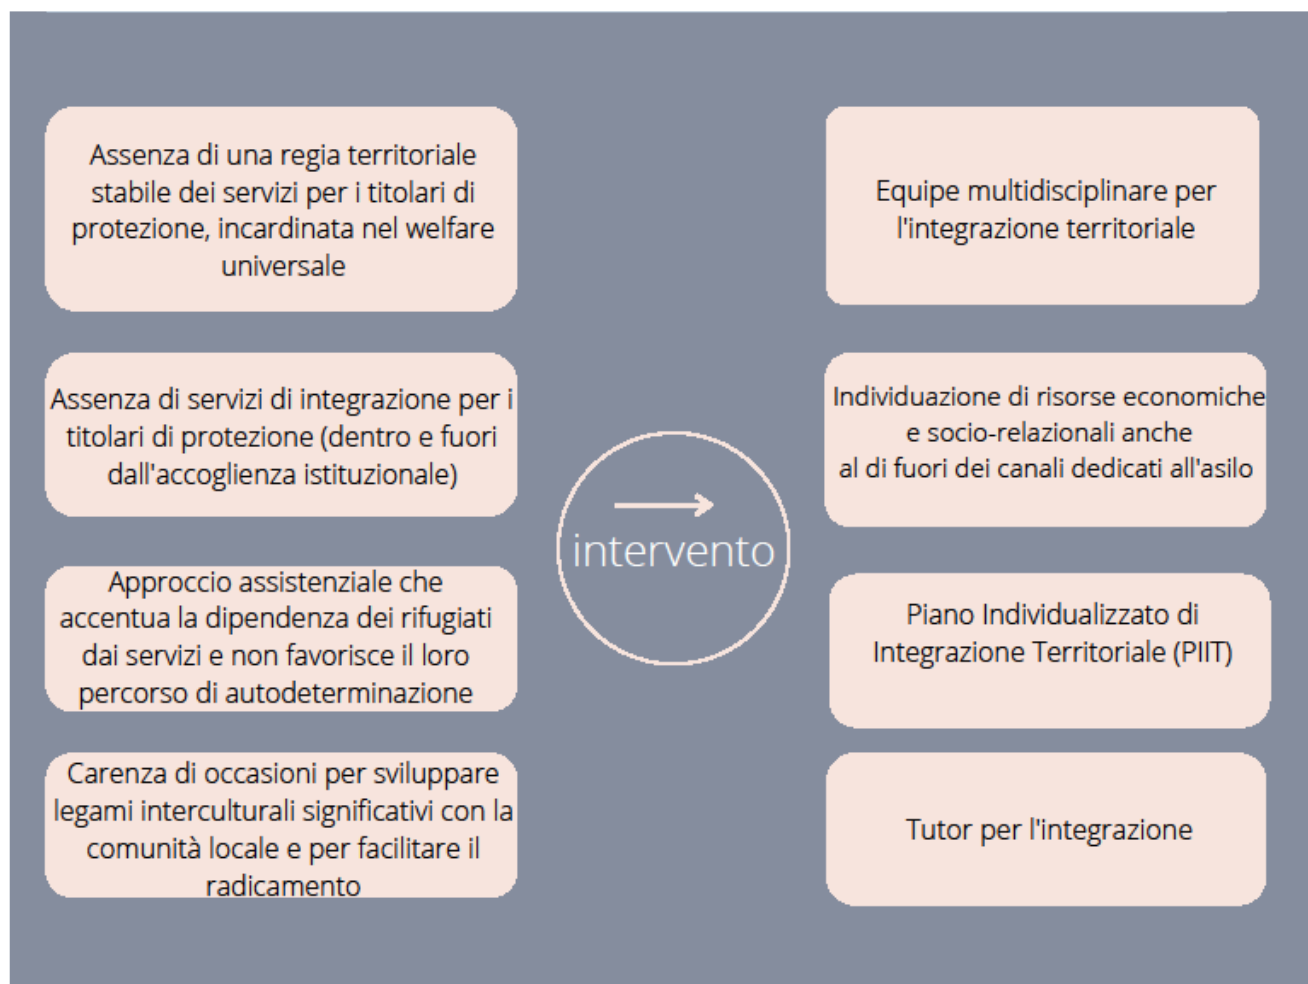 Assenza di una regia territoriale
stabile dei servizi per i titolari di
protezione, incardinata nel welfare
universale
Assenza di servizi di integrazione per i
titolari di protezione (dentro e fuori
dall'accoglienza istituzionale)
Approccio assistenziale che
accentua la dipendenza dei rifugiati
dai servizi e non favorisce il loro
percorso di autodeterminazione
Carenza di occasioni per sviluppare
legami interculturali significativi con la
comunità locale e per facilitare il
radicamento
intervento
Equipe multidisciplinare per
l'integrazione territoriale
Individuazione di risorse economiche
e socio-relazionali anche
al di fuori dei canali dedicati all'asilo
Piano Individualizzato di
Integrazione Territoriale (PIIT)
Tutor per l'integrazione